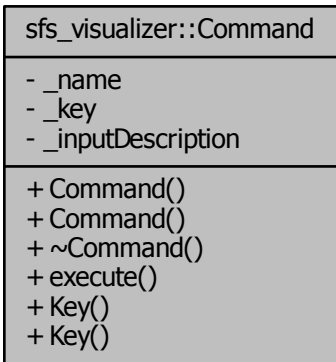 sfs_visualizer::Command
- _name
- _key
- _inputDescription
+ Command()
+ Command()
+ ~Command()
+ execute()
+ Key()
+ Key()